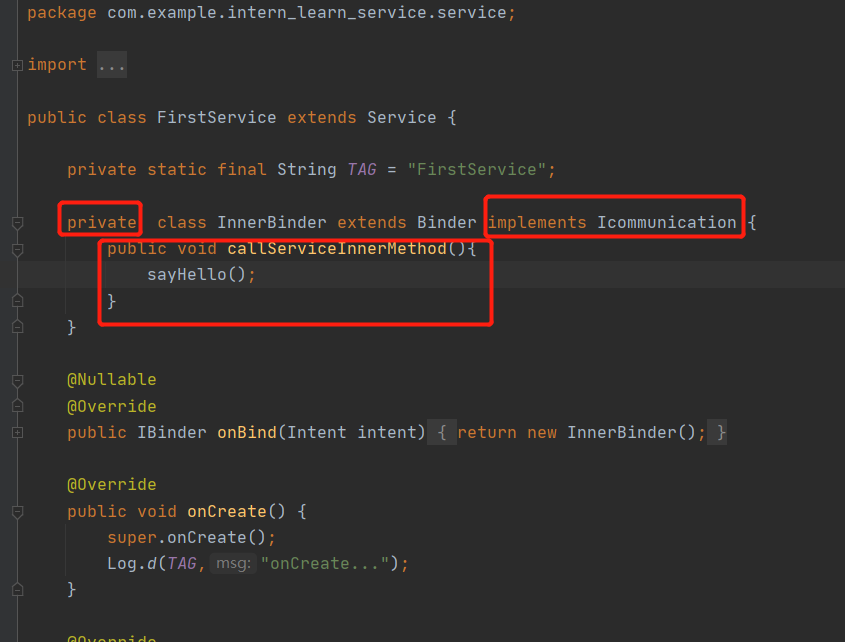 package com.example.intern_learn_service.service;
import ...
public class FirstService extends Service {
private static final String TAG = "FirstService";
private class InnerBinder extends Binder implements Icommunication {
public void callServiceInnerMethod(){
sayHello();
}
}
@Nullable
@Override
public IBinder onBind(Intent intent) { return new InnerBinder(); }
@Override
public void onCreate() {
super.onCreate();
Log.d(TAG, msg: "onCreate...");
}
@Override